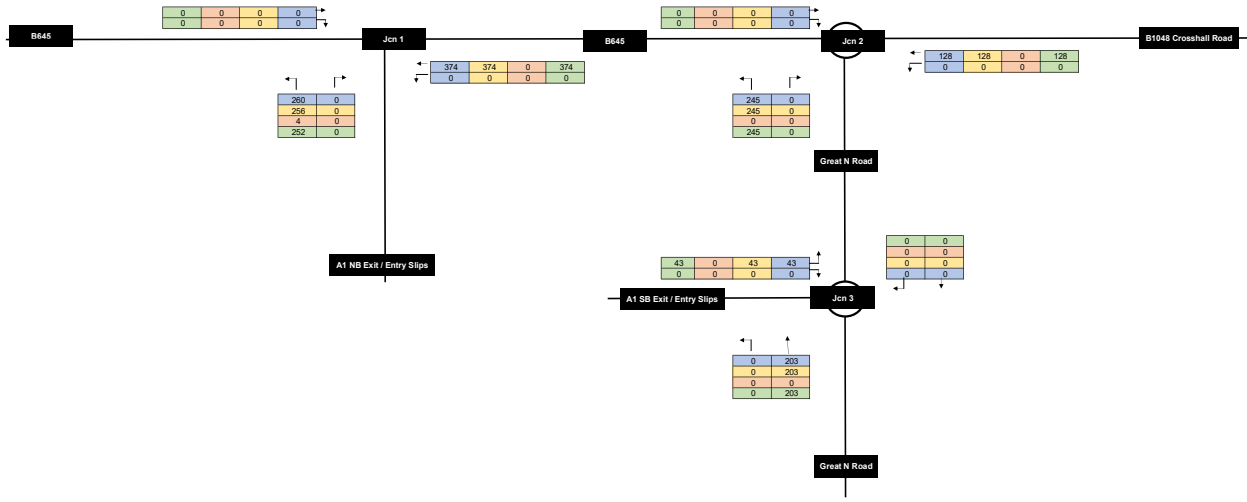 0 0 0 0
0 0 0 0
0 0 0 0
0 0 0 0
B645
Jcn 1
B645
Jcn 2
B1048 Crosshall Road
374 374 0 374
0 0 0 0
128 128 0 128
0 0 0 0
260 0
256 0
4 0
252 0
245 0
245 0
0 0
245 0
Great N Road
A1 NB Exit / Entry Slips
43 0 43 43
0 0 0 0
0 0
0 0
0 0
0 0
A1 SB Exit / Entry Slips
Jcn 3
0 203
0 203
0 0
0 203
Great N Road